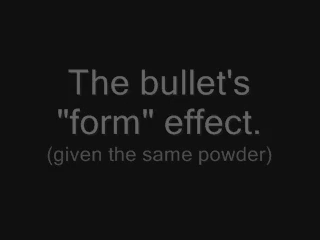 The bullet's
"form" effect.
(given the same powder)